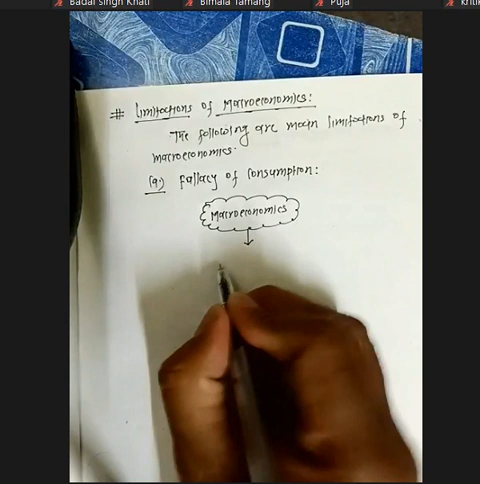 Badal singh Khati
Bimala Tamang
Puja
kriti
# Limitations of Macroeconomics:
The following are main limitations of
macroeconomics.
(a.) Fallacy of Consumption:
Macroeconomics